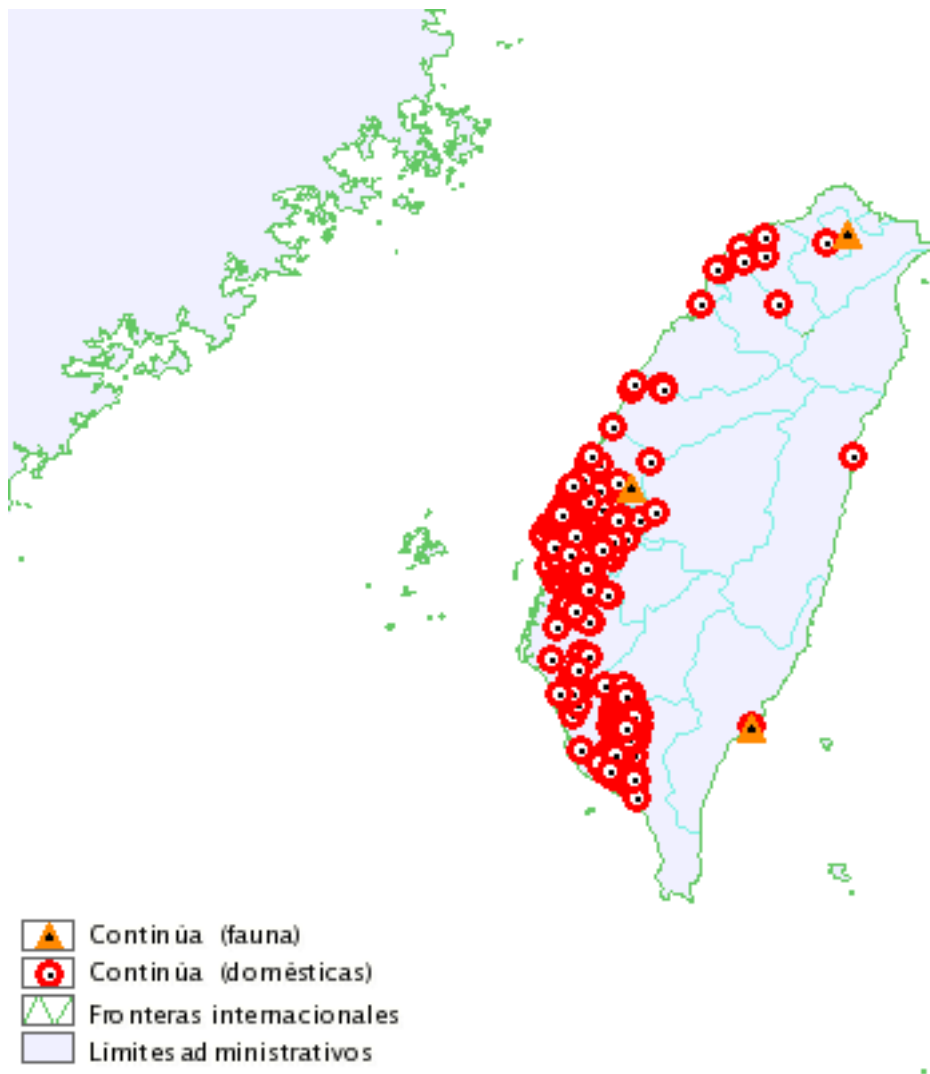 Continúa (fauna)
Continúa (domésticas)
Fronteras internacionales
Límites administrativos